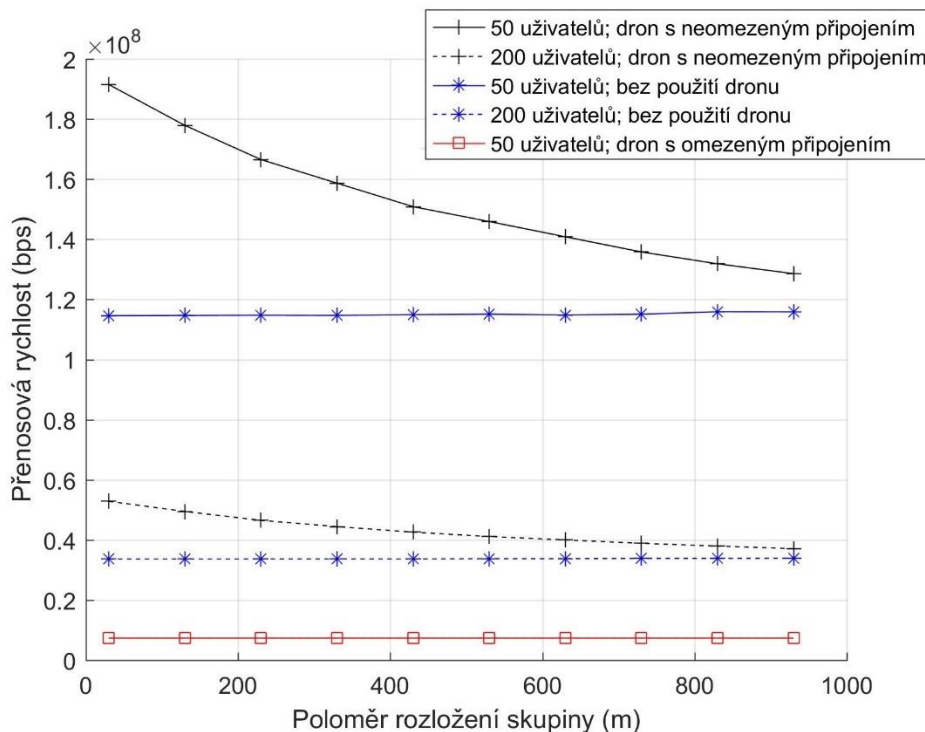 50 uživatelů; dron s neomezeným připojením
200 uživatelů; dron s neomezeným připojením
50 uživatelů; bez použití dronu
200 uživatelů; bez použití dronu
50 uživatelů; dron s omezeným připojením
×10⁸
2
1.8
1.6
1.4
1.2
1
0.8
0.6
0.4
0.2
0
Přenosová rychlost (bps)
0 200 400 600 800 1000
Poloměr rozložení skupiny (m)